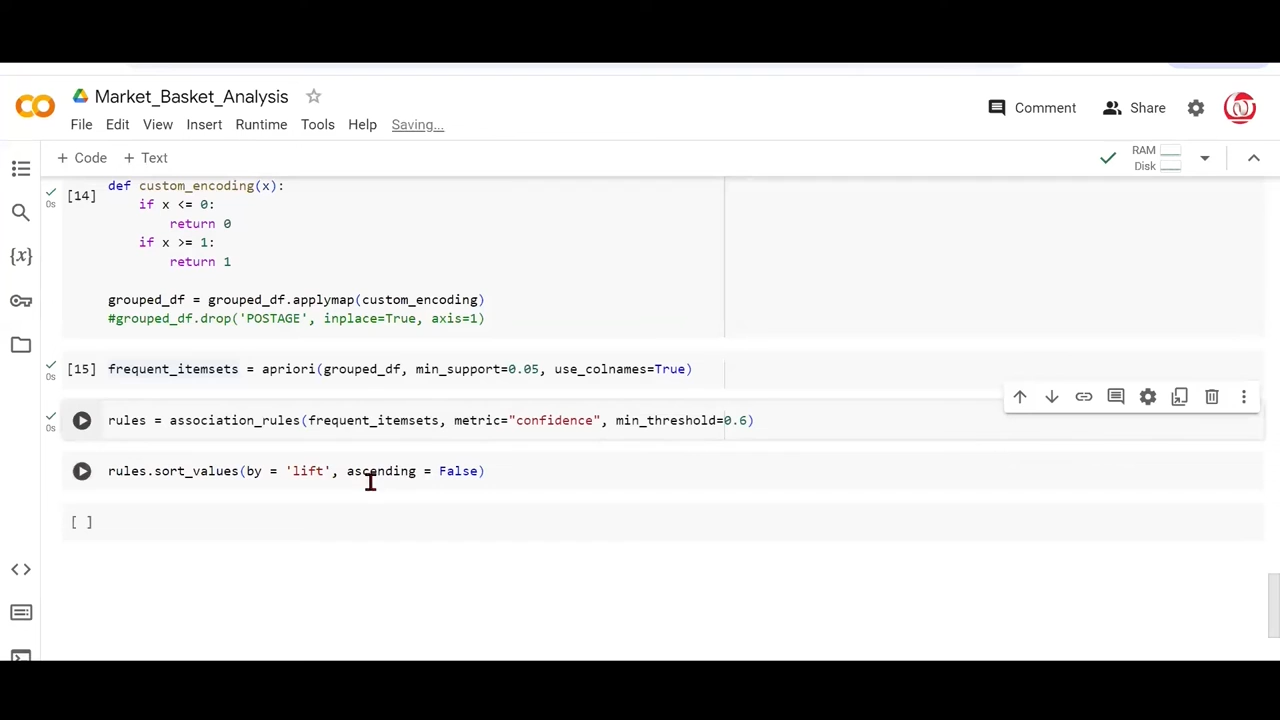 Market_Basket_Analysis
Comment
Share
File Edit View Insert Runtime Tools Help Saving...
+ Code + Text
RAM
Disk
[14]
0s
def custom_encoding(x):
if x <= 0:
return 0
if x >= 1:
return 1
grouped_df = grouped_df.applymap(custom_encoding)
#grouped_df.drop('POSTAGE', inplace=True, axis=1)
[15] frequent_itemsets = apriori(grouped_df, min_support=0.05, use_colnames=True)
0s
rules = association_rules(frequent_itemsets, metric="confidence", min_threshold=0.6)
0s
rules.sort_values(by = 'lift', ascending = False)
[ ]